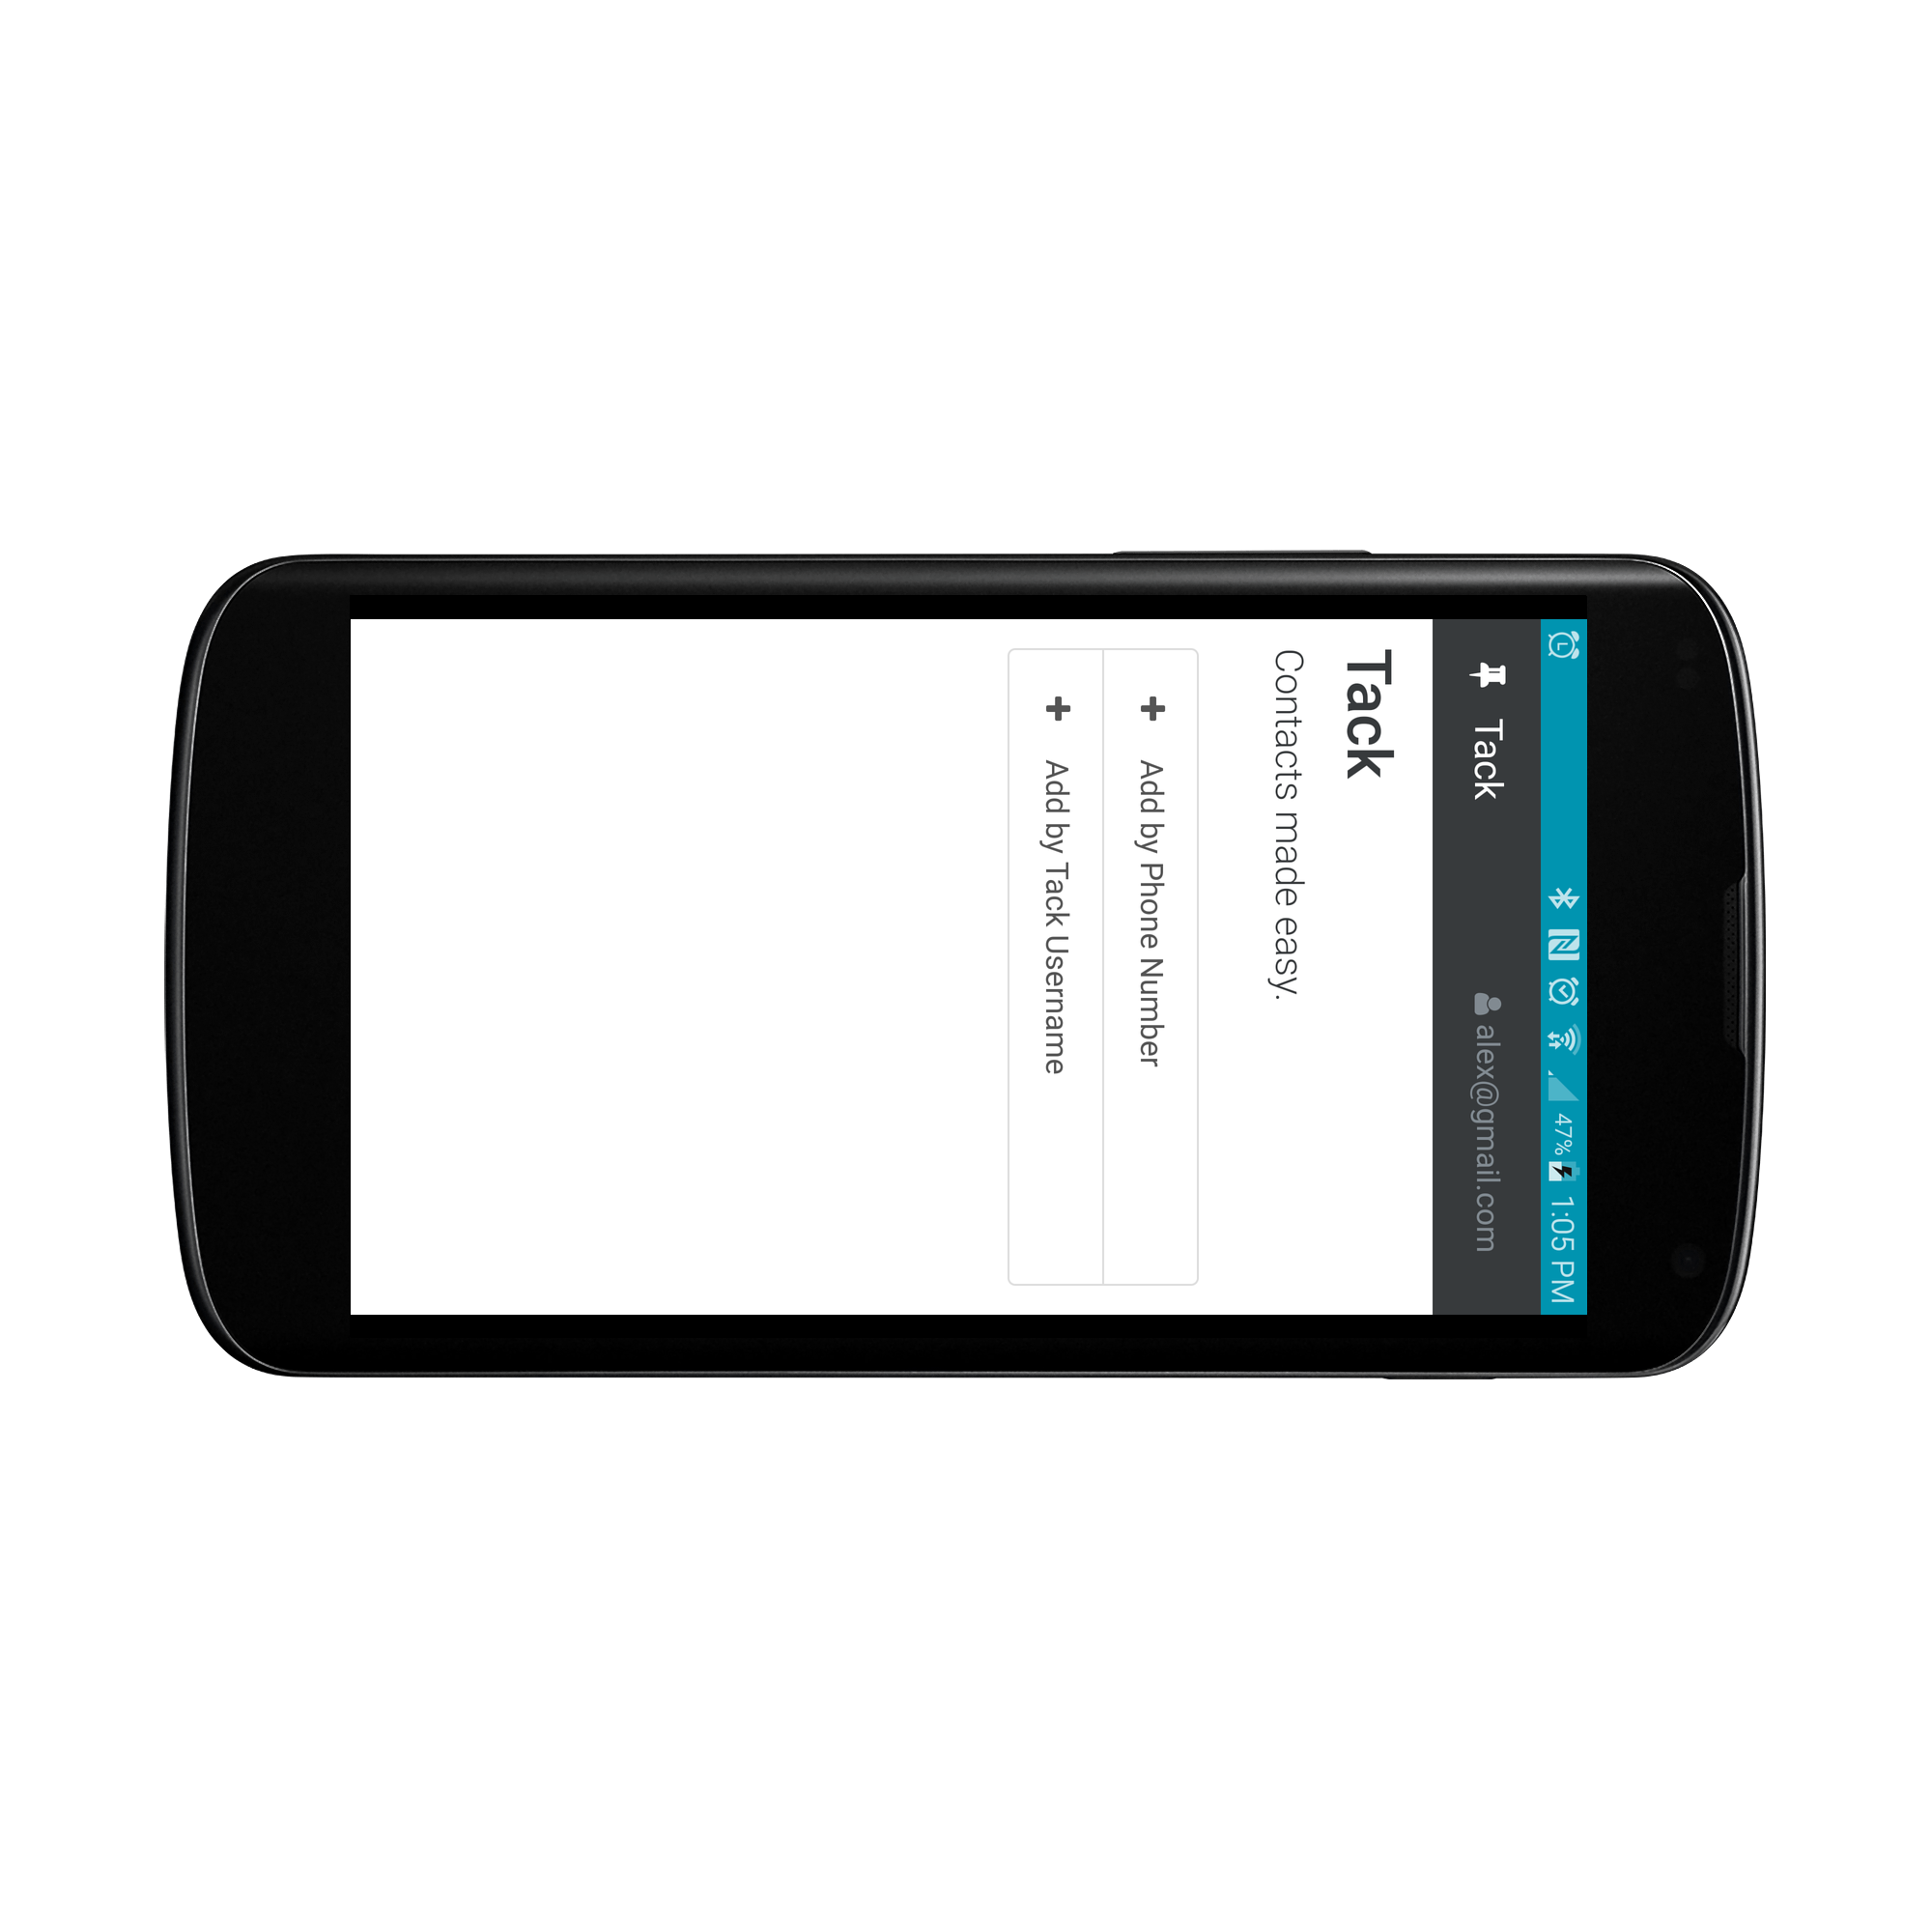 47% 1:05 PM
Tack alex@gmail.com
Tack
Contacts made easy.
Add by Phone Number
Add by Tack Username